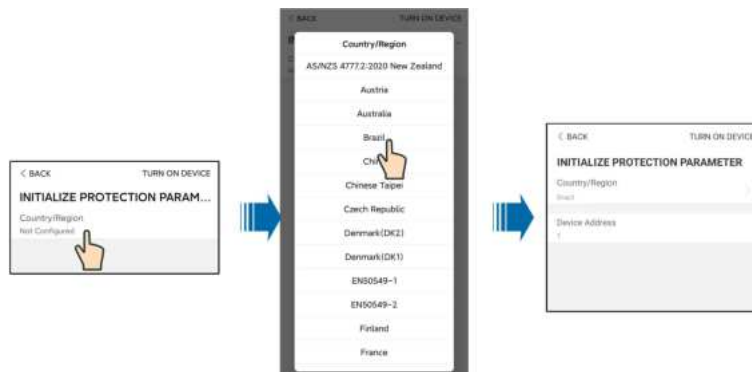 < BACK TURN ON DEVICE
INITIALIZE PROTECTION PARAM...
Country/Region
Not Configured
< BACK TURN ON DEVICE
Country/Region
AS/NZS 4777.2:2020 New Zealand
Austria
Australia
Brazil
Chi
Chinese Taipei
Czech Republic
Denmark(DK2)
Denmark(DK1)
EN50549-1
EN50549-2
Finland
France
< BACK TURN ON DEVICE
INITIALIZE PROTECTION PARAMETER
Country/Region
Brazil
Device Address